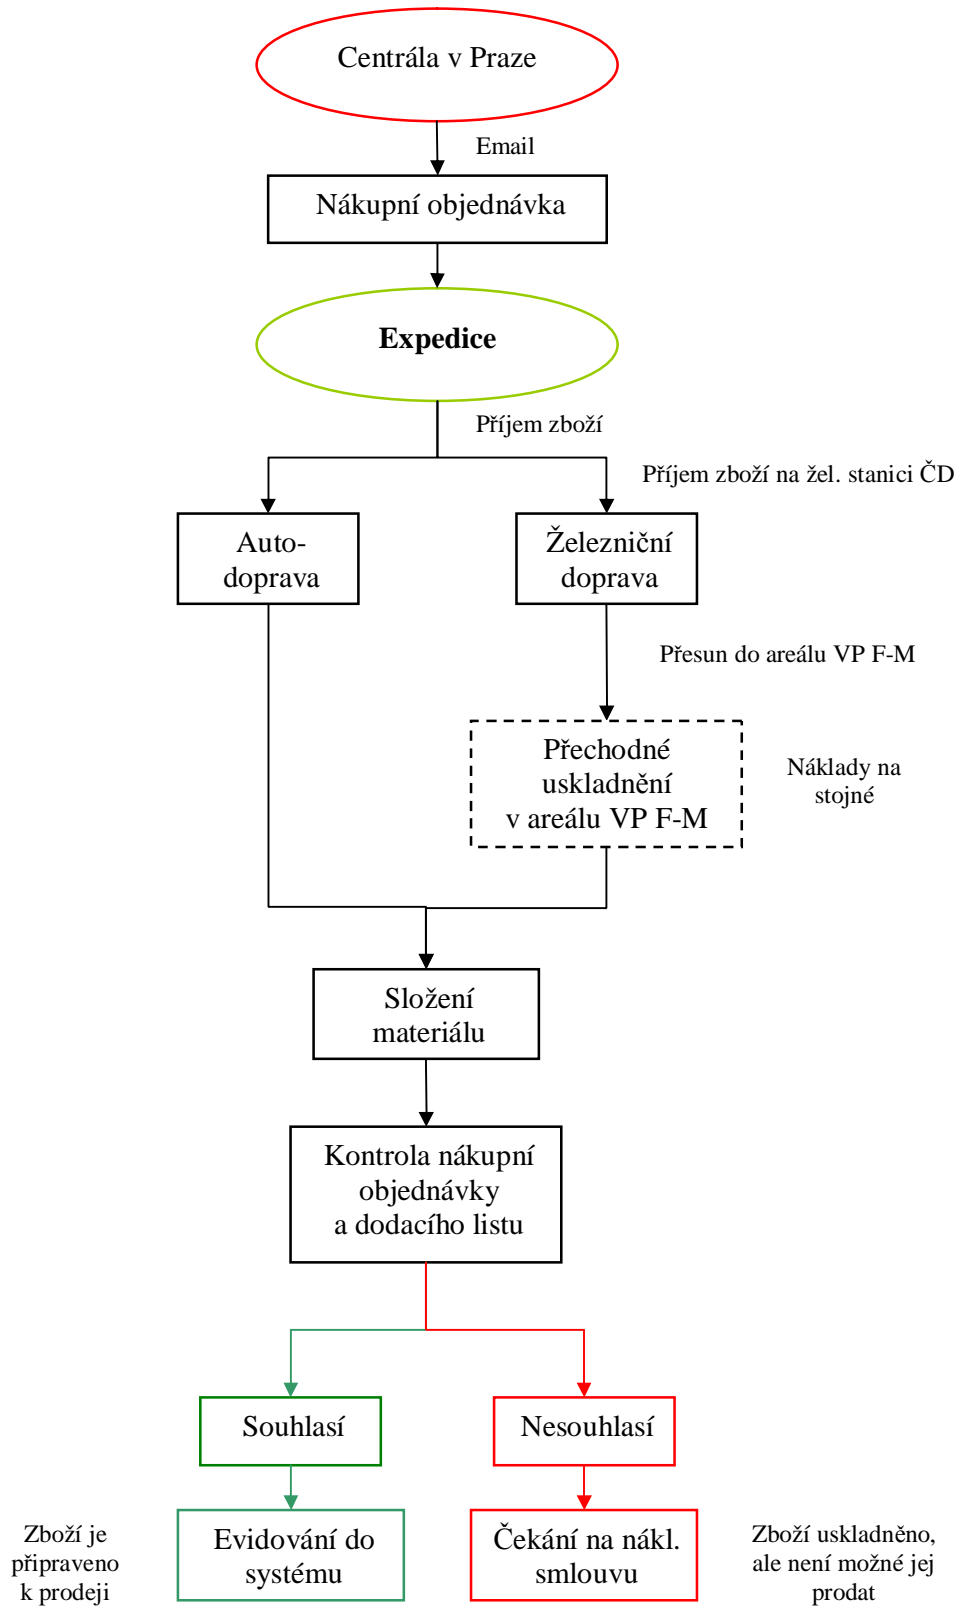 Centrála v Praze
Email
Nákupní objednávka
Expedice
Příjem zboží
Příjem zboží na žel. stanici ČD
Auto-
doprava
Železniční
doprava
Přesun do areálu VP F-M
Přechodné
uskladnění
v areálu VP F-M
Náklady na
stojné
Složení
materiálu
Kontrola nákupní
objednávky
a dodacího listu
Souhlasí
Nesouhlasí
Zboží je
připraveno
k prodeji
Evidování do
systému
Čekání na nákl.
smlouvu
Zboží uskladněno,
ale není možné jej
prodat